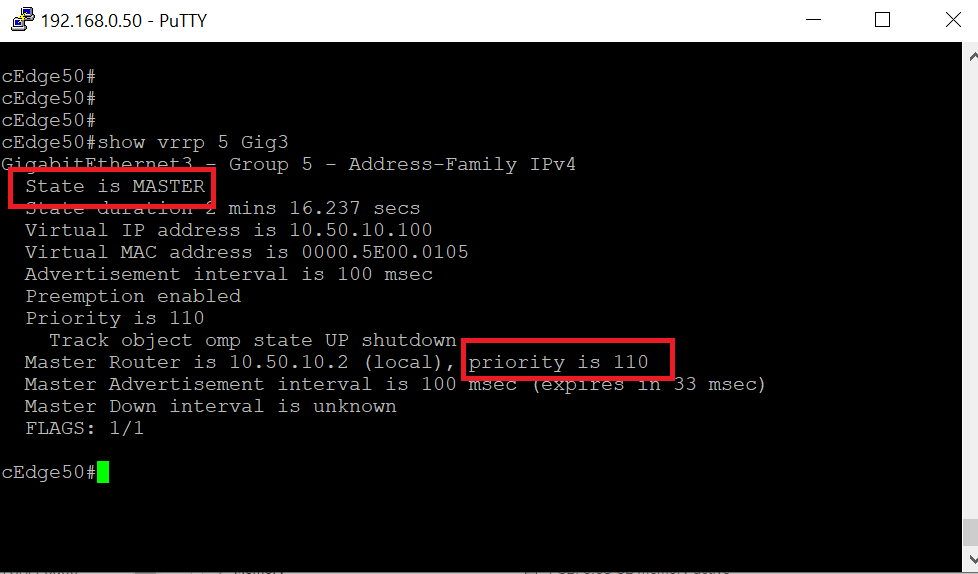 192.168.0.50 - PuTTY
cEdge50#
cEdge50#
cEdge50#
cEdge50#show vrrp 5 Gig3
GigabitEthernet3 - Group 5 - Address-Family IPv4
State is MASTER
State duration 2 mins 16.237 secs
Virtual IP address is 10.50.10.100
Virtual MAC address is 0000.5E00.0105
Advertisement interval is 100 msec
Preemption enabled
Priority is 110
Track object omp state UP shutdown
Master Router is 10.50.10.2 (local), priority is 110
Master Advertisement interval is 100 msec (expires in 33 msec)
Master Down interval is unknown
FLAGS: 1/1
cEdge50#